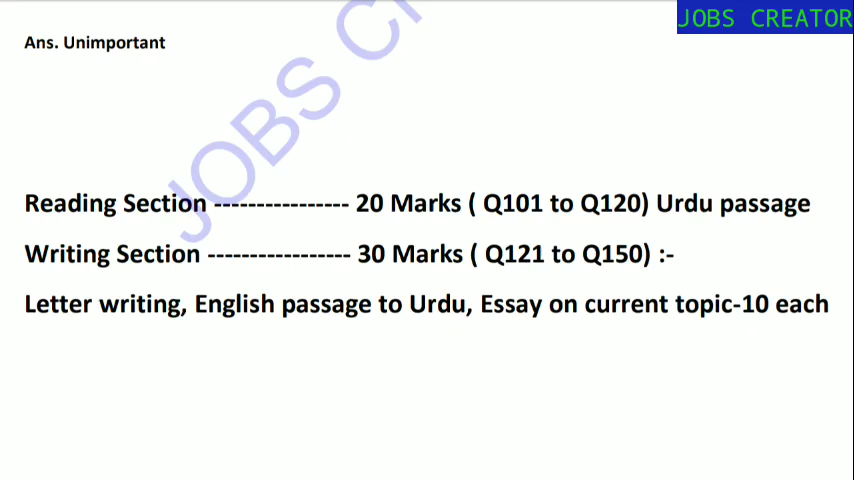 JOBS CREATOR
Ans. Unimportant
JOBS CR
Reading Section ---------------- 20 Marks ( Q101 to Q120) Urdu passage
Writing Section ----------------- 30 Marks ( Q121 to Q150) :-
Letter writing, English passage to Urdu, Essay on current topic-10 each